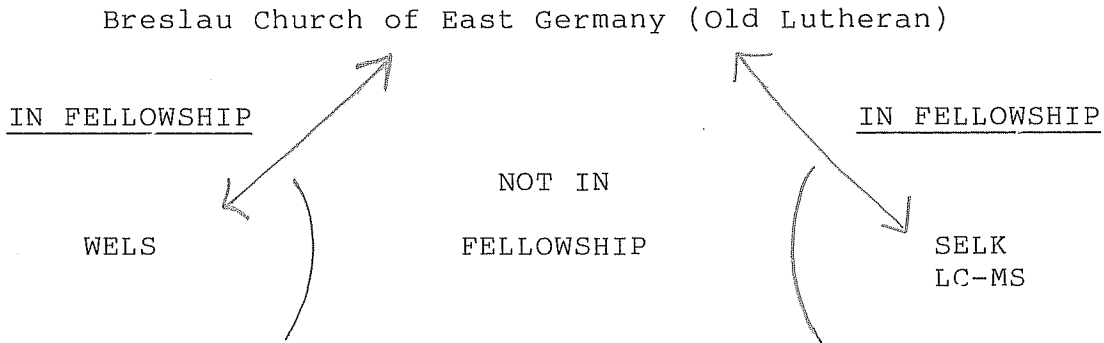 Breslau Church of East Germany (Old Lutheran)
IN FELLOWSHIP
IN FELLOWSHIP
NOT IN
FELLOWSHIP
WELS
SELK
LC-MS